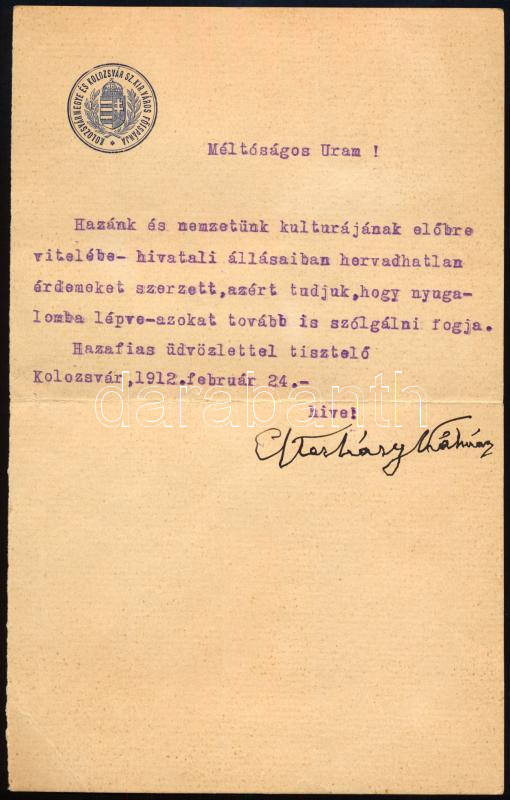 KOLOZSVÁRMEGYE ÉS KOLOZSVÁR SZ. KIR. VÁROS FŐISPÁNJA
Méltóságos Uram !
Hazánk és nemzetünk kulturájának előbre
vitelébe- hivatali állásaiban hervadhatlan
érdemeket szerzett,azért tudjuk,hogy nyuga-
lomba lépve-azokat tovább is szólgálni fogja.
Hazafias üdvözlettel tisztelő
Kolozsvár,1912.február 24.-
darabanth
hive!
Eszterházy Kálmán